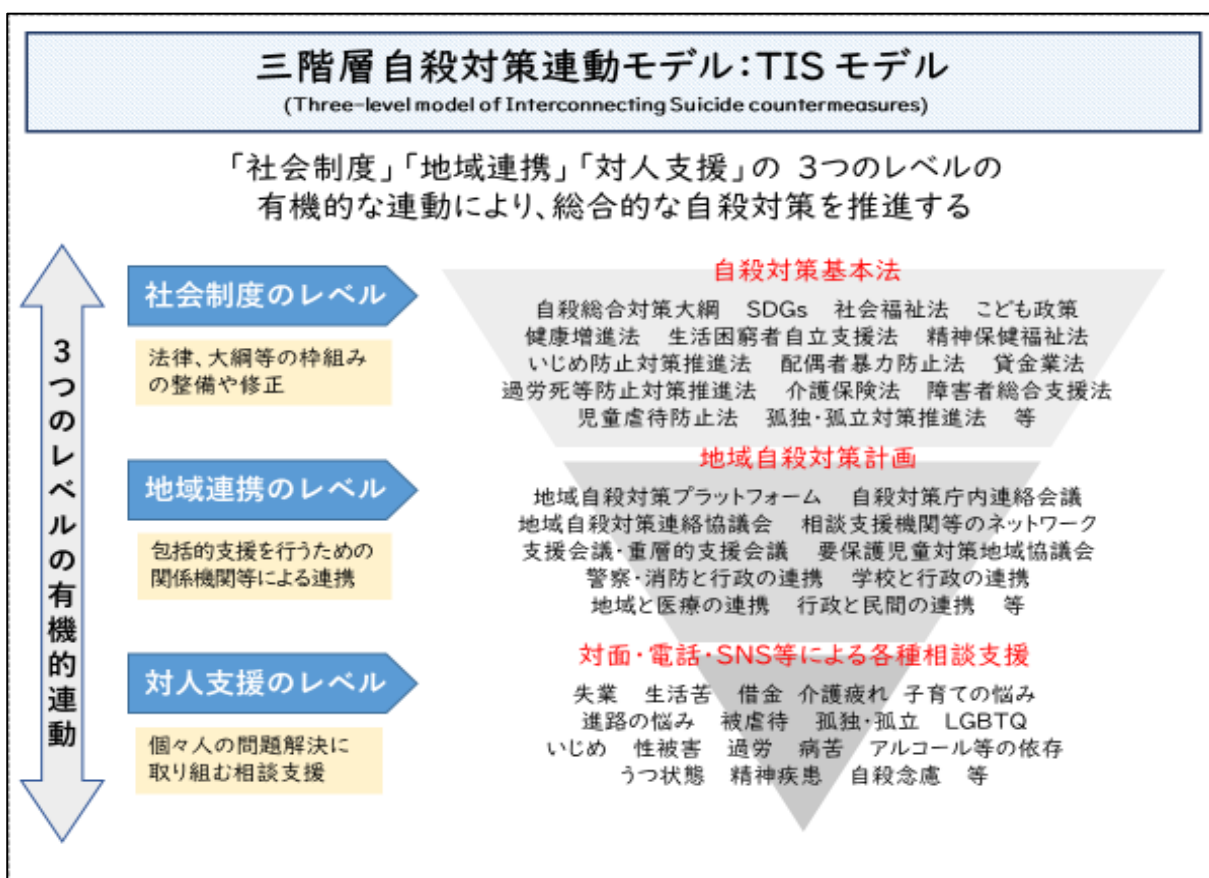 三階層自殺対策連動モデル:TISモデル
(Three-level model of Interconnecting Suicide countermeasures)
「社会制度」「地域連携」「対人支援」の 3つのレベルの
有機的な連動により、総合的な自殺対策を推進する
3つのレベルの有機的連動
社会制度のレベル
法律、大綱等の枠組み
の整備や修正
自殺対策基本法
自殺総合対策大綱 SDGs 社会福祉法 こども政策
健康増進法 生活困窮者自立支援法 精神保健福祉法
いじめ防止対策推進法 配偶者暴力防止法 貸金業法
過労死等防止対策推進法 介護保険法 障害者総合支援法
児童虐待防止法 孤独・孤立対策推進法 等
地域連携のレベル
包括的支援を行うための
関係機関等による連携
地域自殺対策計画
地域自殺対策プラットフォーム 自殺対策庁内連絡会議
地域自殺対策連絡協議会 相談支援機関等のネットワーク
支援会議・重層的支援会議 要保護児童対策地域協議会
警察・消防と行政の連携 学校と行政の連携
地域と医療の連携 行政と民間の連携 等
対人支援のレベル
個々人の問題解決に
取り組む相談支援
対面・電話・SNS等による各種相談支援
失業 生活苦 借金 介護疲れ 子育ての悩み
進路の悩み 被虐待 孤独・孤立 LGBTQ
いじめ 性被害 過労 病苦 アルコール等の依存
うつ状態 精神疾患 自殺念慮 等